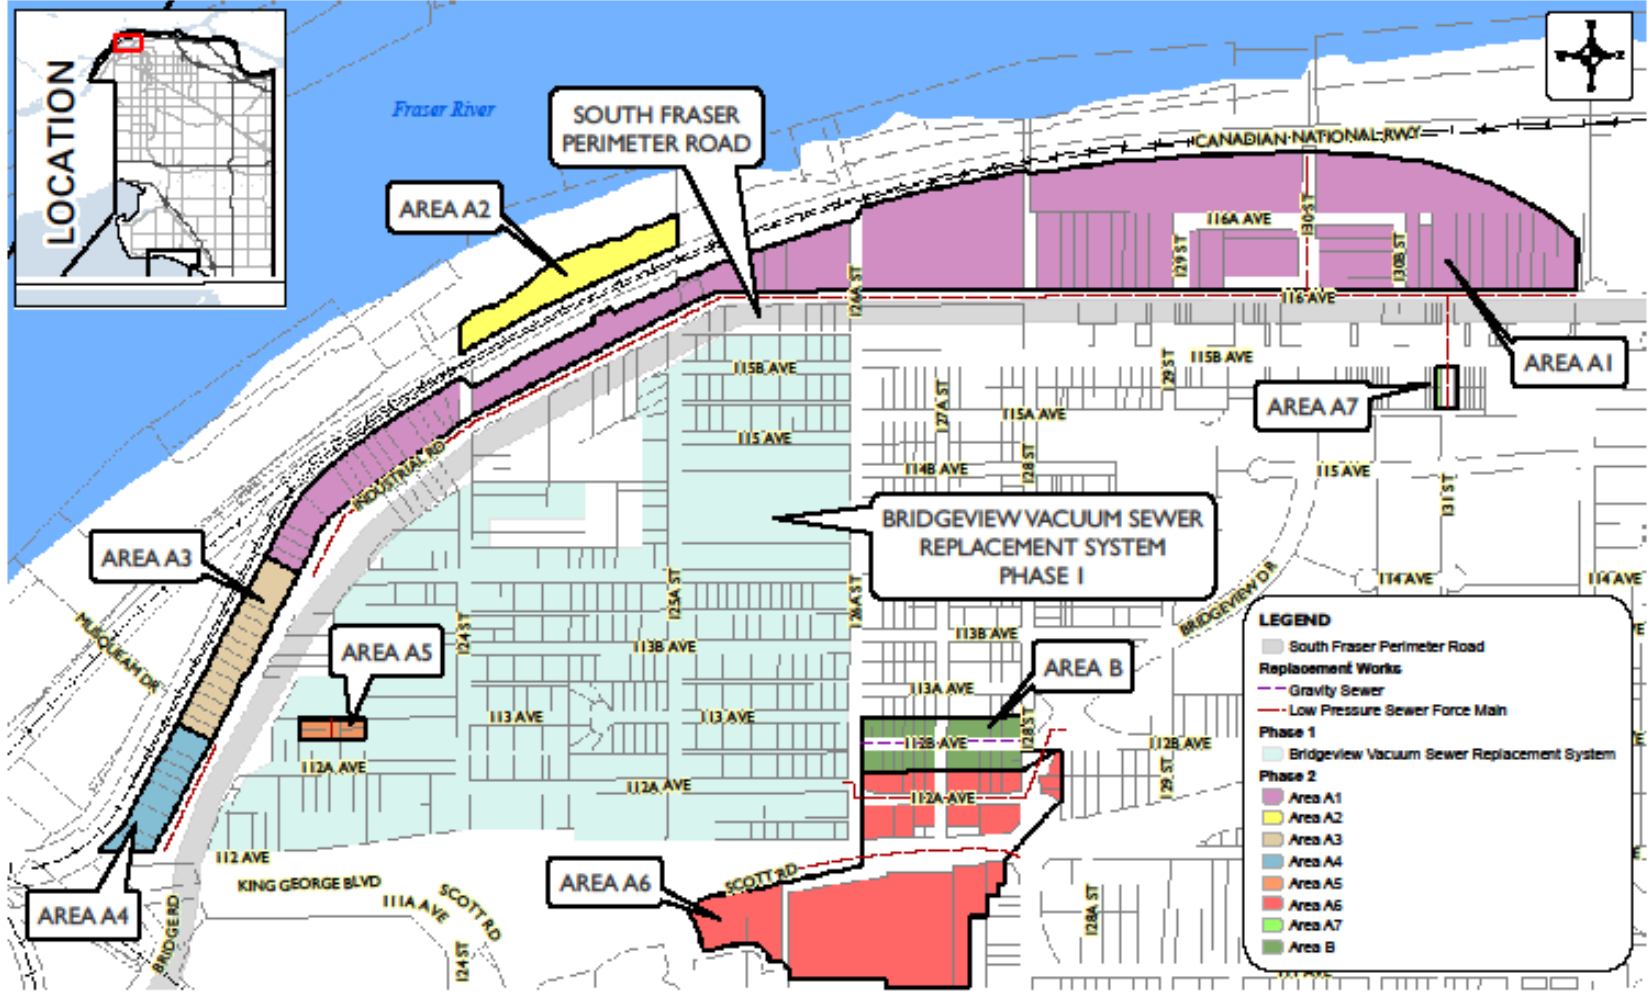 LOCATION
Fraser River
SOUTH FRASER
PERIMETER ROAD
CANADIAN NATIONAL RWY
AREA A2
116A AVE
130 ST
129 ST
130B ST
126A ST
116 AVE
AREA A1
115B AVE
115B AVE
129 ST
AREA A7
127A AVE
115A AVE
115 AVE
INDUSTRIAL RD
114B AVE
128 ST
115 AVE
131 ST
BRIDGEVIEW VACUUM SEWER
REPLACEMENT SYSTEM
PHASE 1
AREA A3
125A ST
126A ST
114 AVE
114 AVE
BRIDGEVIEW DR
MUSQUEAM DR
124 ST
113B AVE
113B AVE
AREA A5
AREA B
113A AVE
113 AVE
113 AVE
128 ST
112B AVE
112B AVE
112A AVE
112A AVE
112A AVE
129 ST
112 AVE
KING GEORGE BLVD
111A AVE
SCOTT RD
SCOTT RD
AREA A6
AREA A4
BRIDGE RD
124 ST
128A ST
LEGEND
South Fraser Perimeter Road
Replacement Works
Gravity Sewer
Low Pressure Sewer Force Main
Phase 1
Bridgeview Vacuum Sewer Replacement System
Phase 2
Area A1
Area A2
Area A3
Area A4
Area A5
Area A6
Area A7
Area B